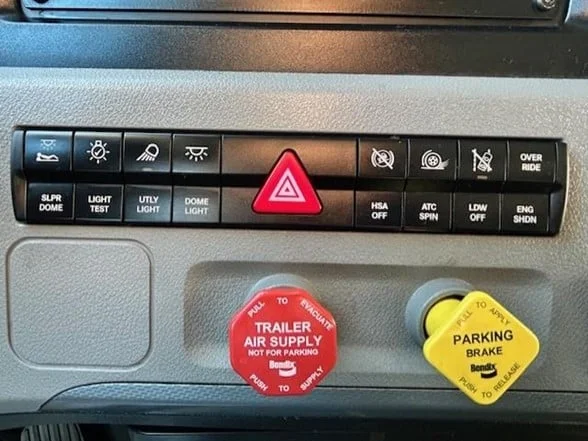 OVER
RIDE
SLPR
DOME
LIGHT
TEST
UTLY
LIGHT
DOME
LIGHT
HSA
OFF
ATC
SPIN
LDW
OFF
ENG
SHDN
PULL TO EVACUATE
TRAILER
AIR SUPPLY
NOT FOR PARKING
Bendix
PUSH TO SUPPLY
PULL TO APPLY
PARKING
BRAKE
Bendix
PUSH TO RELEASE